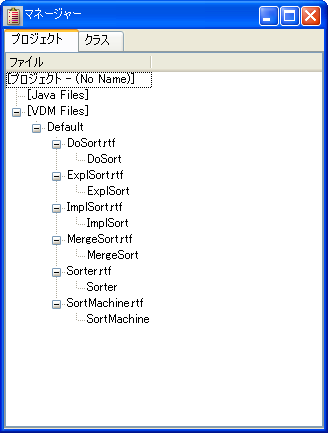 マネージャー
プロジェクト クラス
ファイル
[プロジェクト - (No Name)]
[Java Files]
[VDM Files]
Default
DoSort.rtf
DoSort
ExplSort.rtf
ExplSort
ImplSort.rtf
ImplSort
MergeSort.rtf
MergeSort
Sorter.rtf
Sorter
SortMachine.rtf
SortMachine